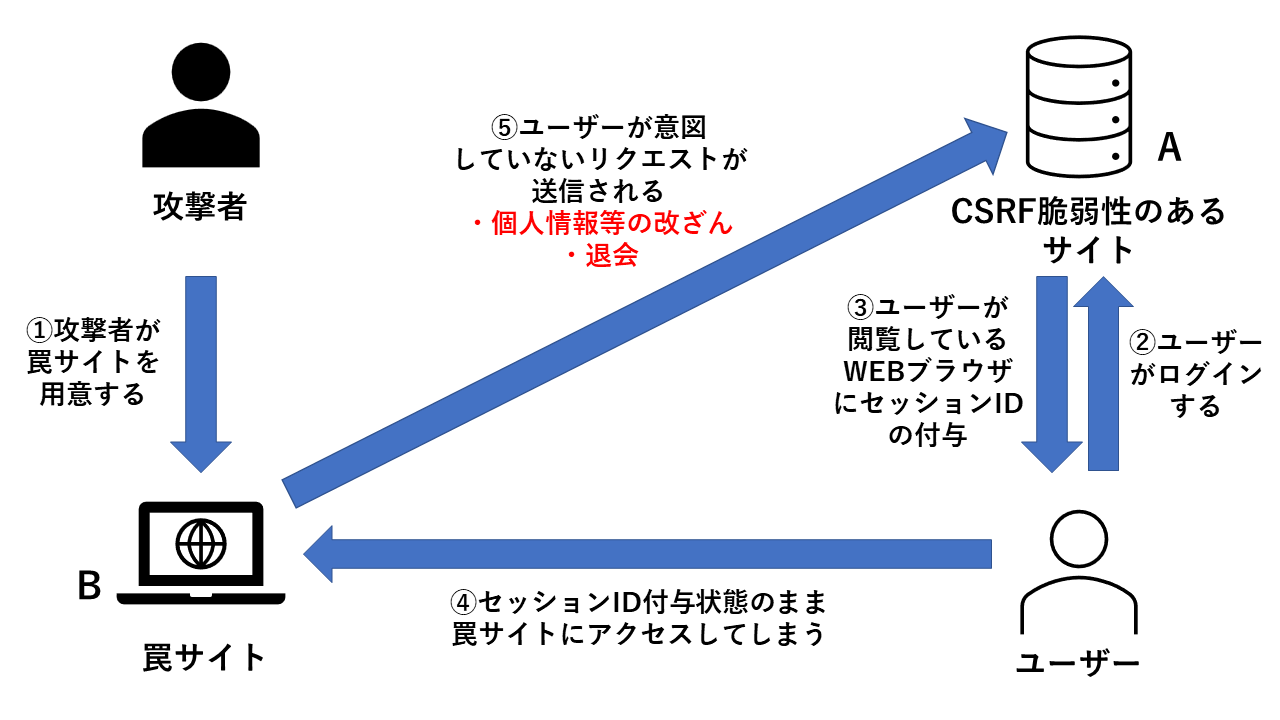 攻撃者
①攻撃者が
罠サイトを
用意する
B
罠サイト
⑤ユーザーが意図
していないリクエストが
送信される
・個人情報等の改ざん
・退会
A
CSRF脆弱性のある
サイト
③ユーザーが
閲覧している
WEBブラウザ
にセッションID
の付与
②ユーザー
がログイン
する
④セッションID付与状態のまま
罠サイトにアクセスしてしまう
ユーザー